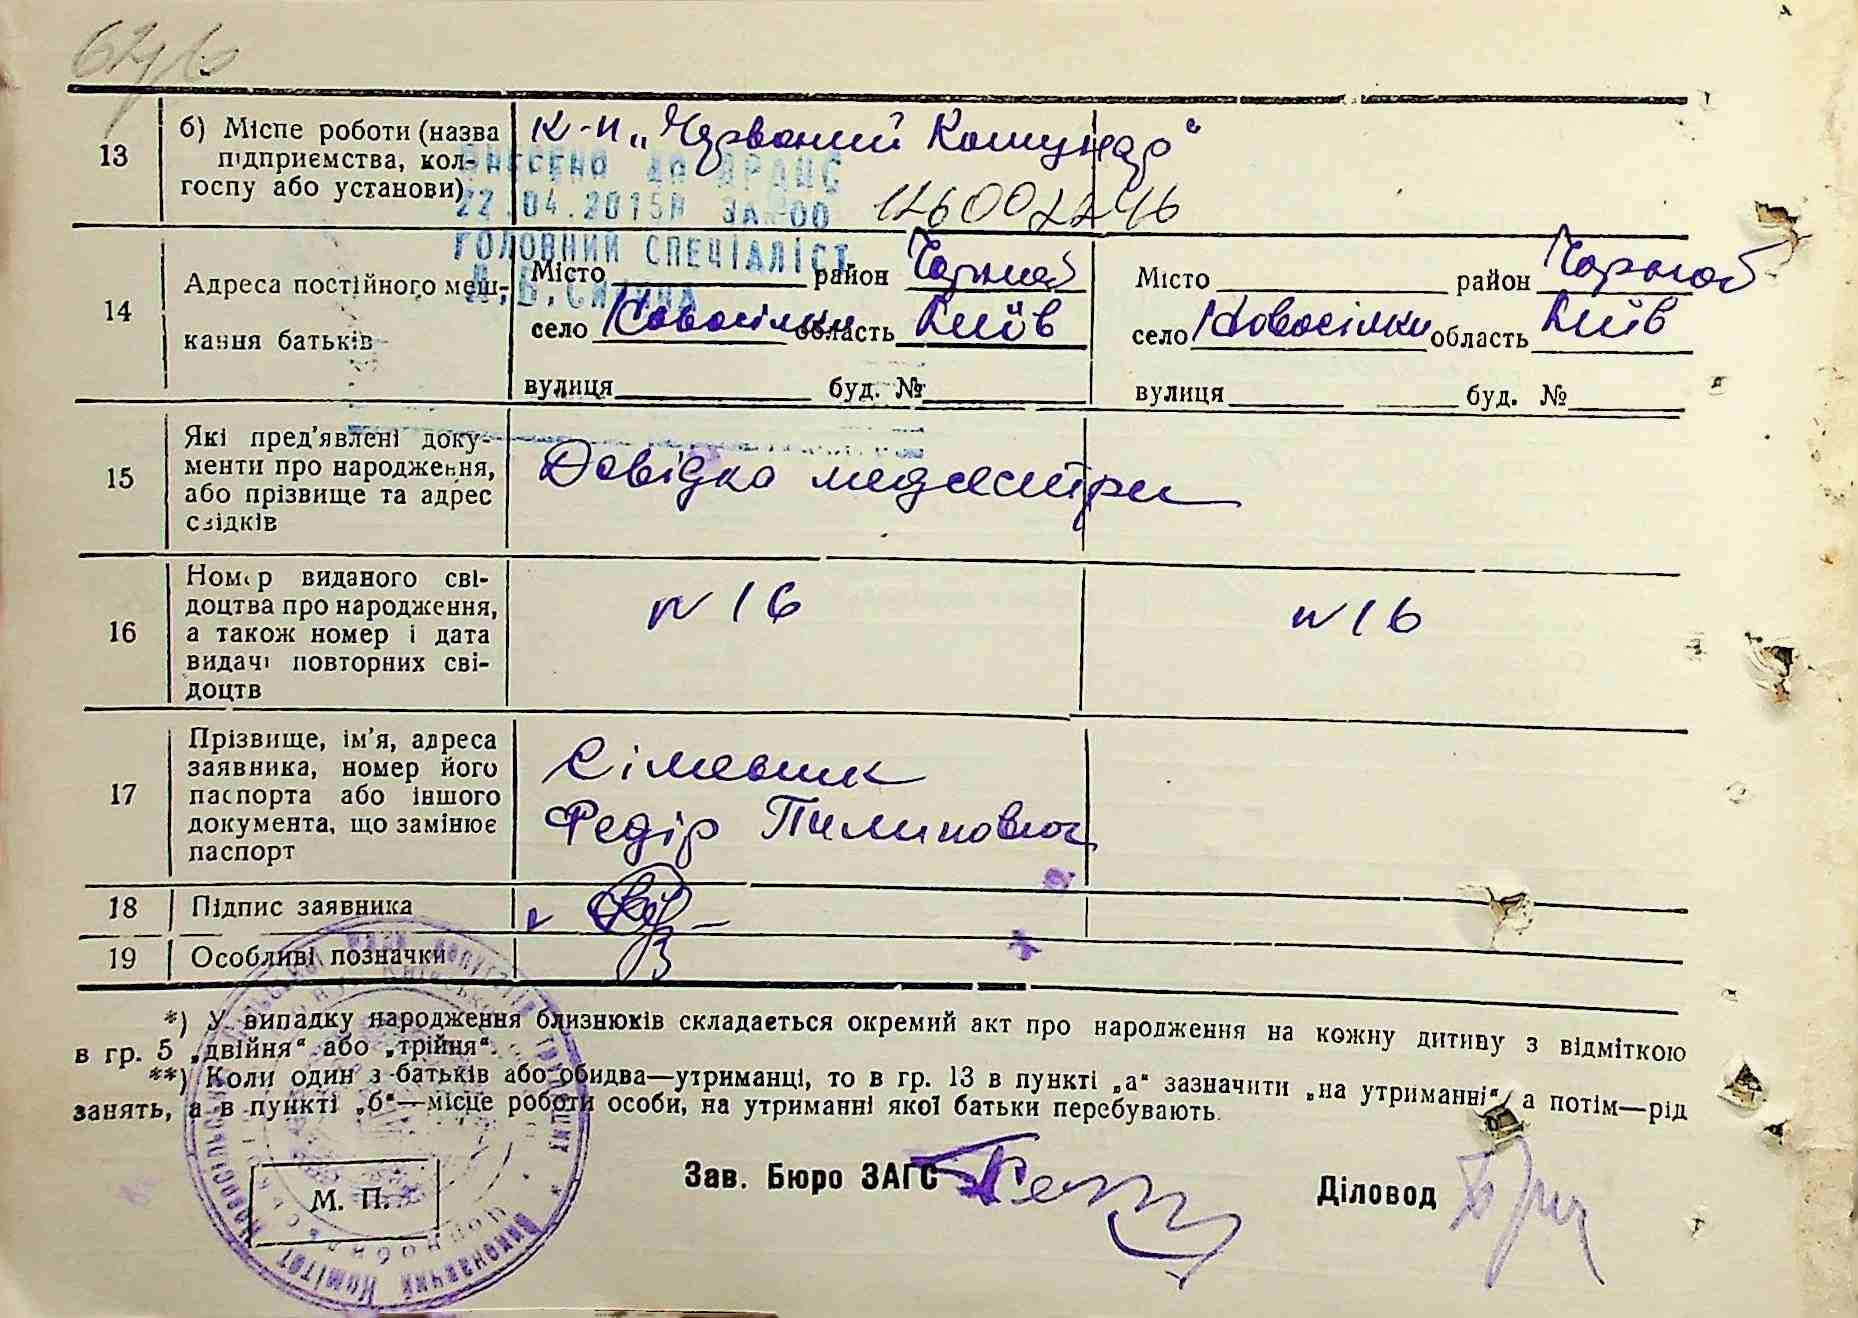 13
б) Місце роботи (назва
підприємства, кол-
госпу або установи)
К-п „Червоний Комунар“
ВНЕСЕНО до ДРАЦС
22.04.2015
126002246
ГОЛОВНИЙ СПЕЦІАЛІСТ
14
Адреса постійного меш-
кання батьків
Місто район Чорноб
село Новосілки область Київ
вулиця буд. №
Місто район Чорноб
село Новосілки область Київ
вулиця буд. №
15
Які пред'явлені доку-
менти про народження,
або прізвище та адрес
свідків
Довідка медсестри
16
Номер виданого сві-
доцтва про народження,
а також номер і дата
видачі повторних сві-
доцтв
N 16
N 16
17
Прізвище, ім'я, адреса
заявника, номер його
паспорта або іншого
документа, що замінює
паспорт
Федір Пилипович
18
Підпис заявника
19
Особливі позначки
*) У випадку народження близнюків складається окремий акт про народження на кожну дитину з відміткою
в гр. 5 „двійня“ або „трійня“.
**) Коли один з батьків або обидва—утриманці, то в гр. 13 в пункті „а“ зазначити „на утриманні“, а потім—рід
занять, а в пункті „б“—місце роботи особи, на утриманні якої батьки перебувають.
М. П.
Виконавчий Комітет
Зав. Бюро ЗАГС
Діловод